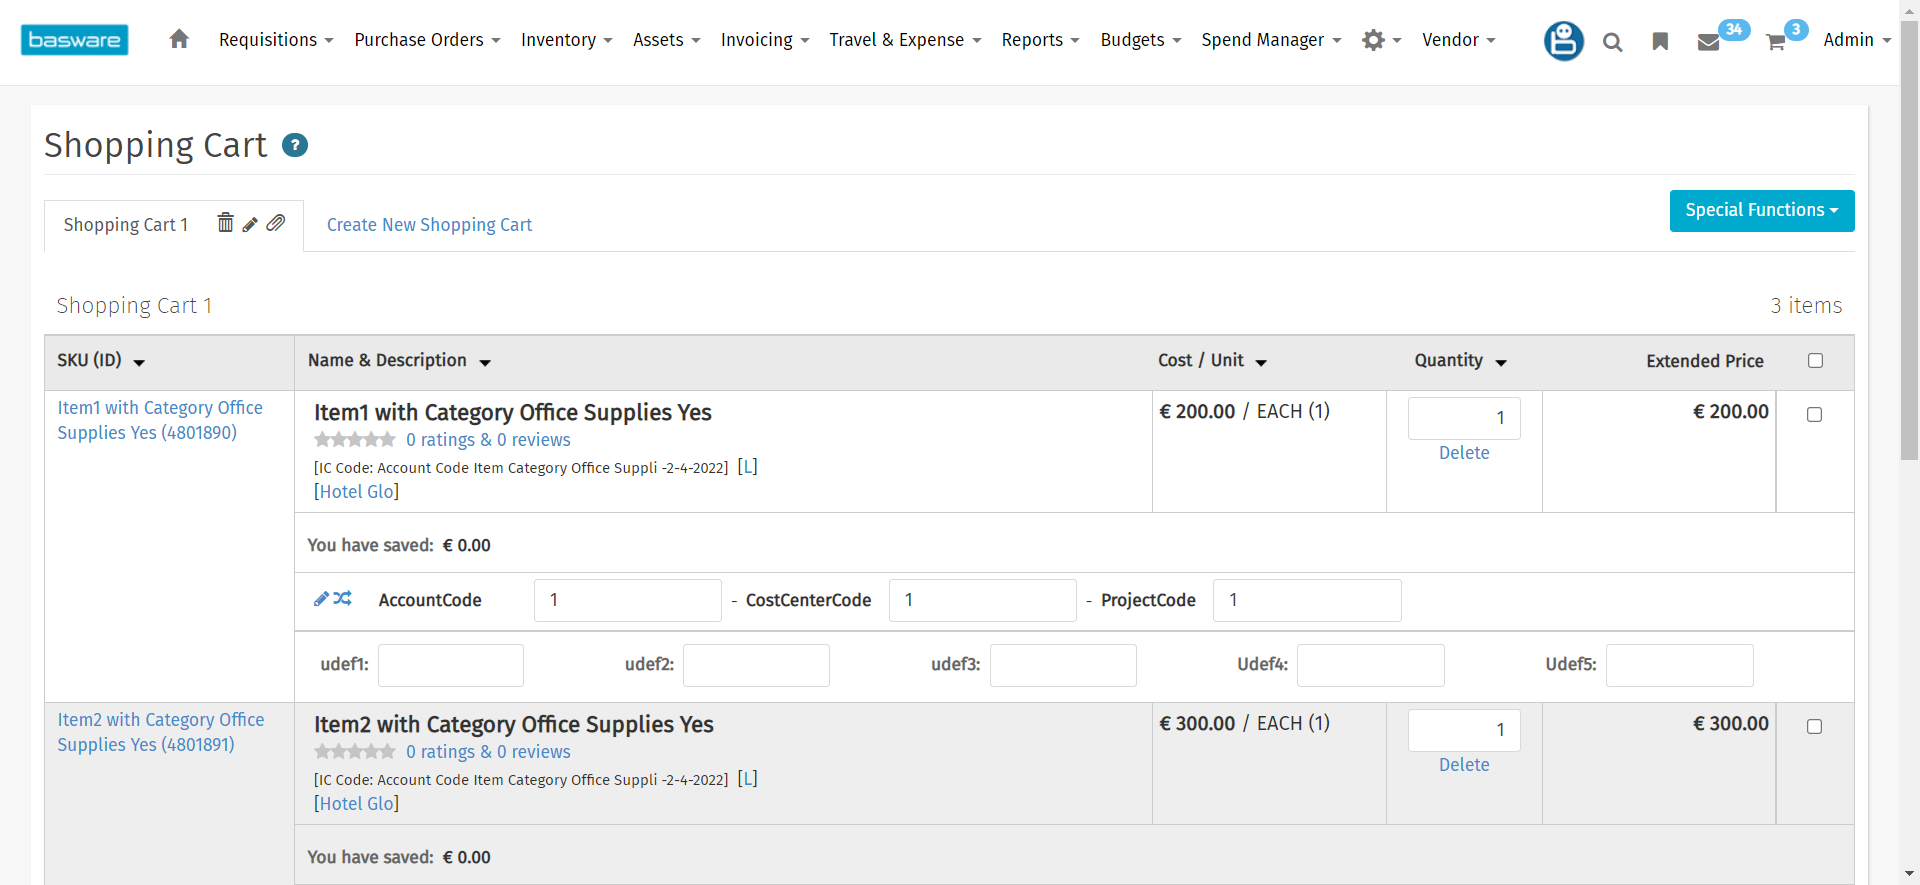 basware
Requisitions Purchase Orders Inventory Assets Invoicing Travel & Expense Reports Budgets Spend Manager Vendor 34 3 Admin
Shopping Cart ?
Shopping Cart 1 Create New Shopping Cart Special Functions
Shopping Cart 1 3 items
SKU (ID) Name & Description Cost / Unit Quantity Extended Price
Item1 with Category Office
Supplies Yes (4801890)
Item1 with Category Office Supplies Yes
0 ratings & 0 reviews
[IC Code: Account Code Item Category Office Suppli -2-4-2022] [L]
[Hotel Glo]
€ 200.00 / EACH (1) 1 € 200.00
Delete
You have saved: € 0.00
AccountCode 1 - CostCenterCode 1 - ProjectCode 1
udef1: udef2: udef3: Udef4: Udef5:
Item2 with Category Office
Supplies Yes (4801891)
Item2 with Category Office Supplies Yes
0 ratings & 0 reviews
[IC Code: Account Code Item Category Office Suppli -2-4-2022] [L]
[Hotel Glo]
€ 300.00 / EACH (1) 1 € 300.00
Delete
You have saved: € 0.00